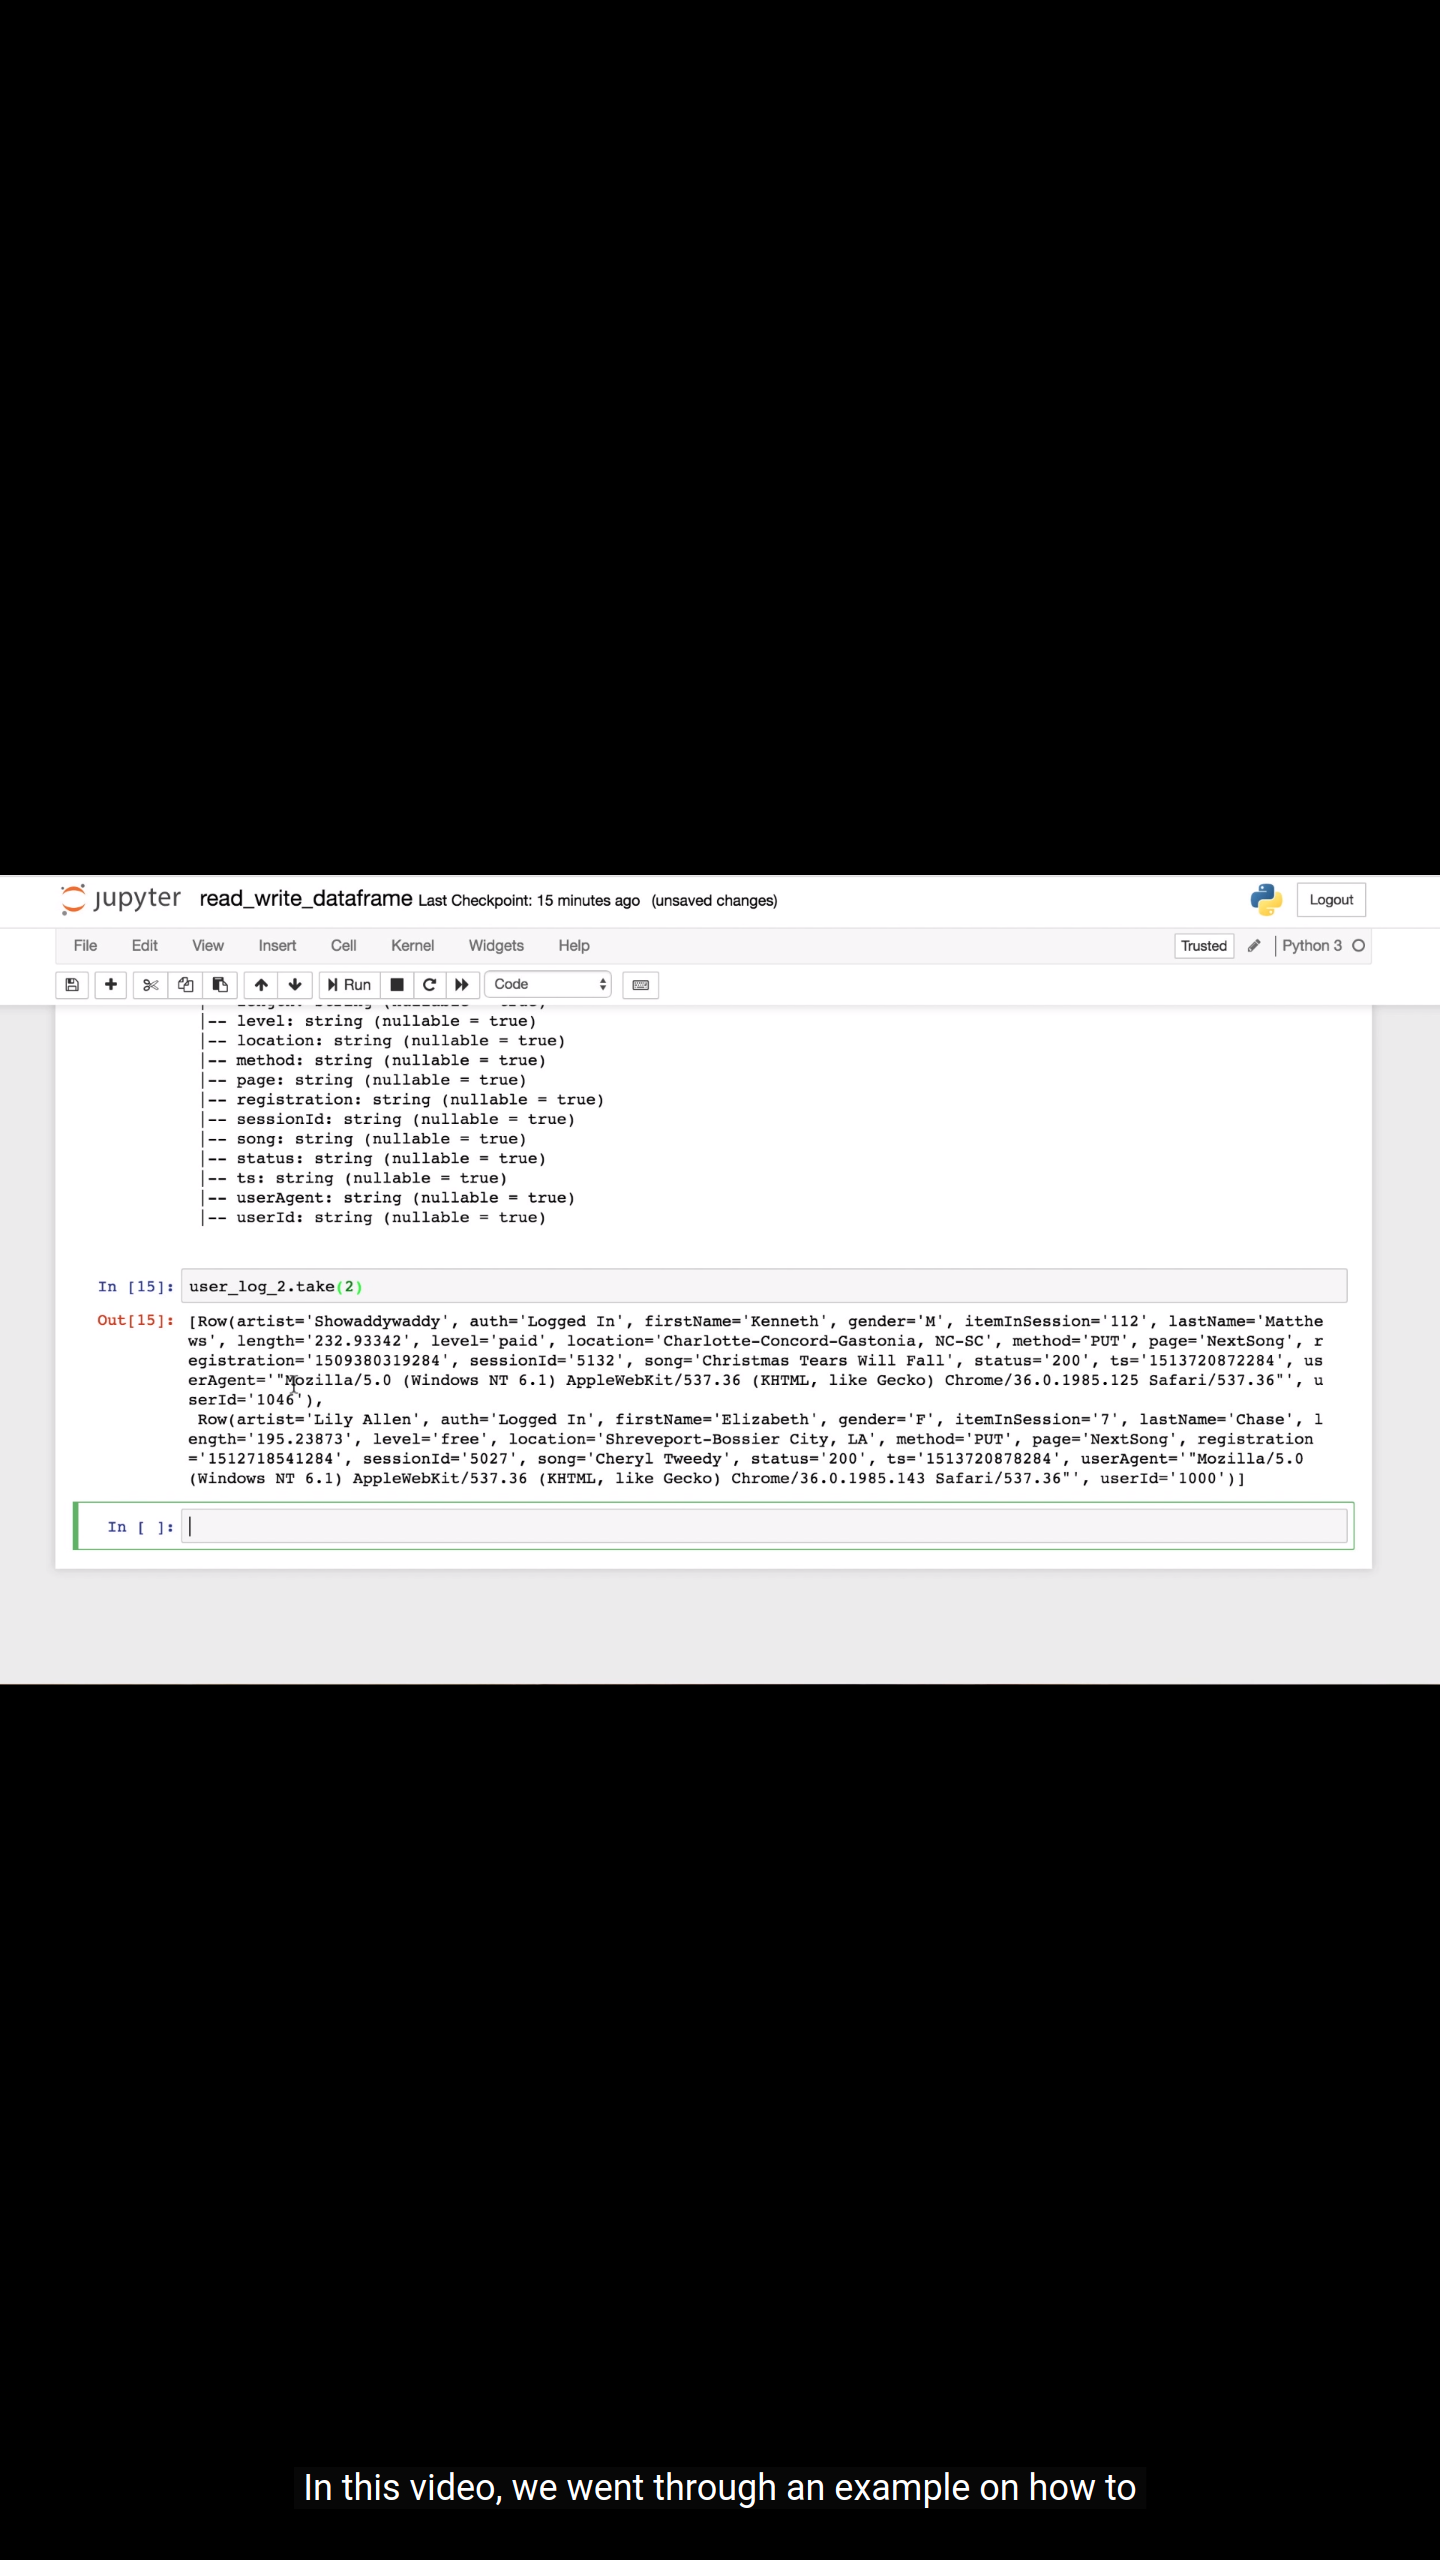 jupyter read_write_dataframe Last Checkpoint: 15 minutes ago (unsaved changes) Logout
File Edit View Insert Cell Kernel Widgets Help Trusted Python 3
Run Code
|-- level: string (nullable = true)
|-- location: string (nullable = true)
|-- method: string (nullable = true)
|-- page: string (nullable = true)
|-- registration: string (nullable = true)
|-- sessionId: string (nullable = true)
|-- song: string (nullable = true)
|-- status: string (nullable = true)
|-- ts: string (nullable = true)
|-- userAgent: string (nullable = true)
|-- userId: string (nullable = true)
In [15]: user_log_2.take(2)
Out[15]: [Row(artist='Showaddywaddy', auth='Logged In', firstName='Kenneth', gender='M', itemInSession='112', lastName='Matthe
ws', length='232.93342', level='paid', location='Charlotte-Concord-Gastonia, NC-SC', method='PUT', page='NextSong', r
egistration='1509380319284', sessionId='5132', song='Christmas Tears Will Fall', status='200', ts='1513720872284', us
erAgent='"Mozilla/5.0 (Windows NT 6.1) AppleWebKit/537.36 (KHTML, like Gecko) Chrome/36.0.1985.125 Safari/537.36"', u
serId='1046'),
Row(artist='Lily Allen', auth='Logged In', firstName='Elizabeth', gender='F', itemInSession='7', lastName='Chase', l
ength='195.23873', level='free', location='Shreveport-Bossier City, LA', method='PUT', page='NextSong', registration
='1512718541284', sessionId='5027', song='Cheryl Tweedy', status='200', ts='1513720878284', userAgent='"Mozilla/5.0
(Windows NT 6.1) AppleWebKit/537.36 (KHTML, like Gecko) Chrome/36.0.1985.143 Safari/537.36"', userId='1000')]
In [ ]:
In this video, we went through an example on how to